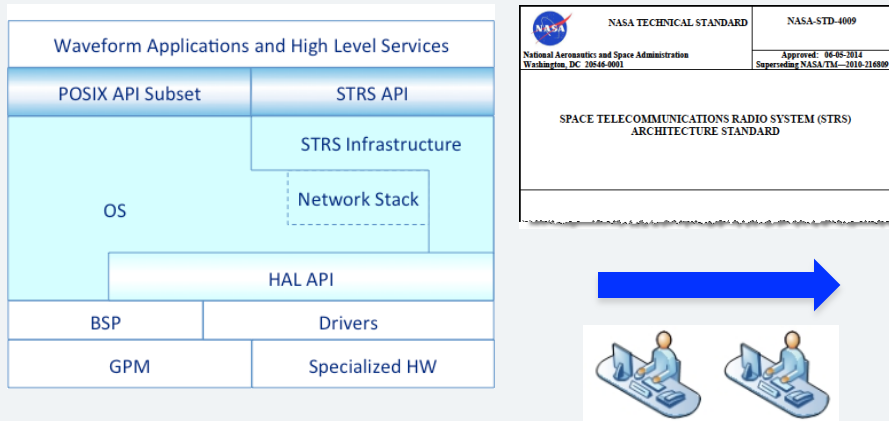 Waveform Applications and High Level Services
POSIX API Subset
STRS API
STRS Infrastructure
Network Stack
OS
HAL API
BSP
Drivers
GPM
Specialized HW
NASA
NASA TECHNICAL STANDARD
NASA-STD-4009
National Aeronautics and Space Administration
Washington, DC 20546-0001
Approved: 06-05-2014
Superseding NASA/TM—2010-216809
SPACE TELECOMMUNICATIONS RADIO SYSTEM (STRS)
ARCHITECTURE STANDARD